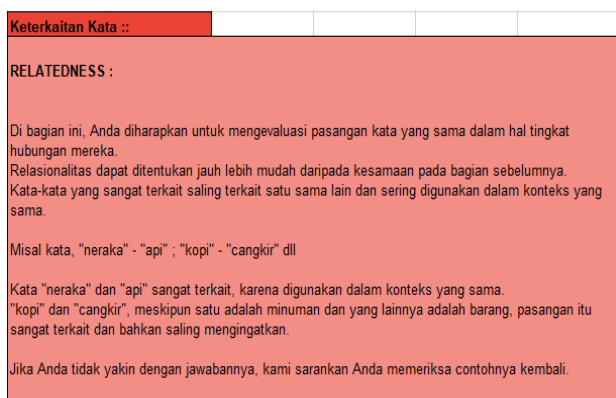 Keterkaitan Kata ::
RELATEDNESS :
Di bagian ini, Anda diharapkan untuk mengevaluasi pasangan kata yang sama dalam hal tingkat
hubungan mereka.
Relasionalitas dapat ditentukan jauh lebih mudah daripada kesamaan pada bagian sebelumnya.
Kata-kata yang sangat terkait saling terkait satu sama lain dan sering digunakan dalam konteks yang
sama.
Misal kata, "neraka" - "api" ; "kopi" - "cangkir" dll
Kata "neraka" dan "api" sangat terkait, karena digunakan dalam konteks yang sama.
"kopi" dan "cangkir", meskipun satu adalah minuman dan yang lainnya adalah barang, pasangan itu
sangat terkait dan bahkan saling mengingatkan.
Jika Anda tidak yakin dengan jawabannya, kami sarankan Anda memeriksa contohnya kembali.